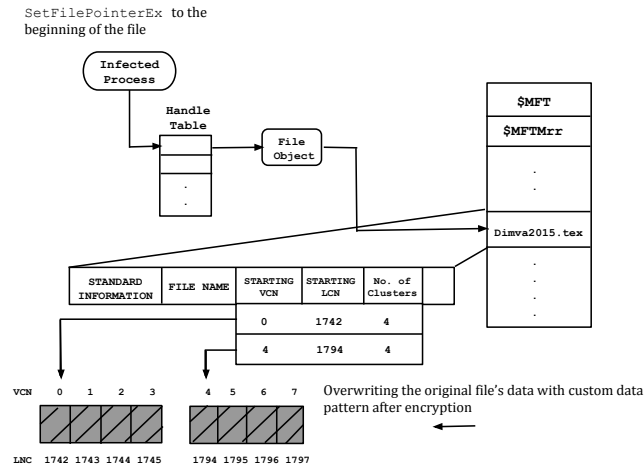 SetFilePointerEx to the
beginning of the file
Infected
Process
Handle
Table
File
Object
$MFT
$MFTMrr
.
.
.
.
Dimva2015.tex
.
.
.
.
STANDARD
INFORMATION
FILE NAME
STARTING
VCN
STARTING
LCN
No. of
Clusters
0 1742 4
4 1794 4
VCN 0 1 2 3 4 5 6 7
Overwriting the original file's data with custom data
pattern after encryption
LNC 1742 1743 1744 1745 1794 1795 1796 1797